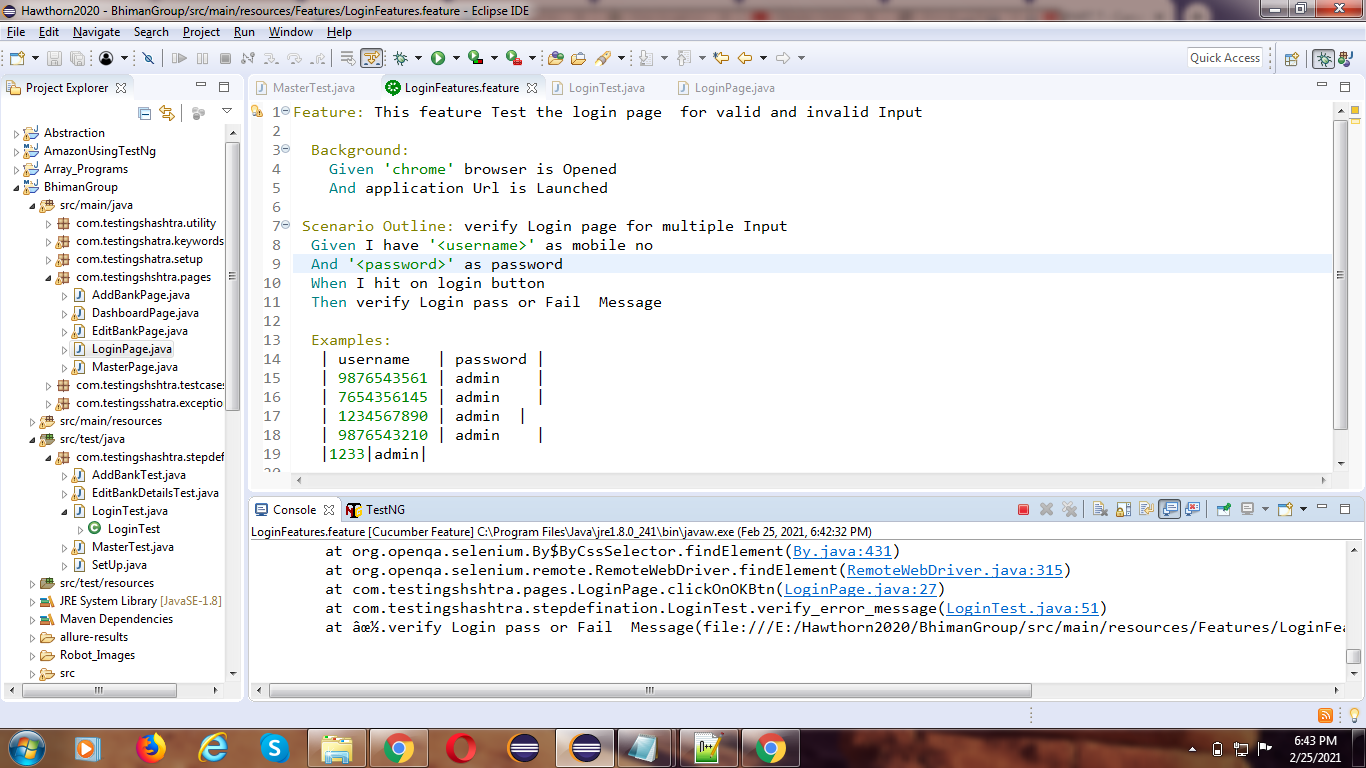 Hawthorn2020 - BhimanGroup/src/main/resources/Features/LoginFeatures.feature - Eclipse IDE
File Edit Navigate Search Project Run Window Help
Quick Access
Project Explorer
MasterTest.java LoginFeatures.feature LoginTest.java LoginPage.java
Abstraction
AmazonUsingTestNg
Array_Programs
BhimanGroup
src/main/java
com.testingshashtra.utility
com.testingshatra.keywords
com.testingshatra.setup
com.testingshshtra.pages
AddBankPage.java
DashboardPage.java
EditBankPage.java
LoginPage.java
MasterPage.java
com.testingshshtra.testcases
com.testingsshatra.exceptio
src/main/resources
src/test/java
com.testingshashtra.stepdef
AddBankTest.java
EditBankDetailsTest.java
LoginTest.java
LoginTest
MasterTest.java
SetUp.java
src/test/resources
JRE System Library [JavaSE-1.8]
Maven Dependencies
allure-results
Robot_Images
src
1 Feature: This feature Test the login page  for valid and invalid Input
2
3 Background:
4 Given 'chrome' browser is Opened
5 And application Url is Launched
6
7 Scenario Outline: verify Login page for multiple Input
8 Given I have '<username>' as mobile no
9 And '<password>' as password
10 When I hit on login button
11 Then verify Login pass or Fail  Message
12
13 Examples:
14 | username   | password |
15 | 9876543561 | admin    |
16 | 7654356145 | admin    |
17 | 1234567890 | admin  |
18 | 9876543210 | admin    |
19 |1233|admin|
Console TestNG
LoginFeatures.feature [Cucumber Feature] C:\Program Files\Java\jre1.8.0_241\bin\javaw.exe (Feb 25, 2021, 6:42:32 PM)
at org.openqa.selenium.By$ByCssSelector.findElement(By.java:431)
at org.openqa.selenium.remote.RemoteWebDriver.findElement(RemoteWebDriver.java:315)
at com.testingshshtra.pages.LoginPage.clickOnOKBtn(LoginPage.java:27)
at com.testingshashtra.stepdefination.LoginTest.verify_error_message(LoginTest.java:51)
at âœ½.verify Login pass or Fail  Message(file:///E:/Hawthorn2020/BhimanGroup/src/main/resources/Features/LoginFea
6:43 PM
2/25/2021